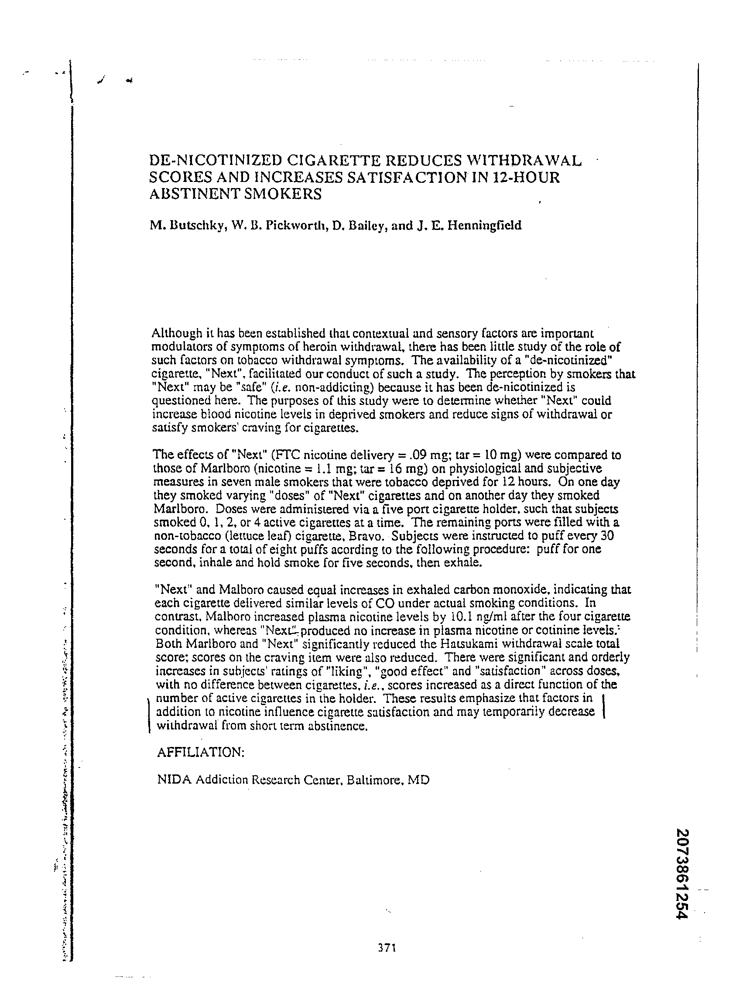 DE-NICOTINIZED CIGARETTE REDUCES WITHDRAWAL
SCORES AND INCREASES SATISFACTION IN 12-HOUR
ABSTINENT SMOKERS
M. Butschky, W. B. Pickworth, D. Bailey, and J. E. Henningfield
Although it has been established that contextual and sensory factors are important
modulators of symptoms of heroin withdrawal, there has been little study of the role of
such factors on tobacco withdrawal symptoms. The availability of a "de-nicotinized"
cigarette, "Next", facilitated our conduct of such a study. The perception by smokers that
"Next" may be "safe" (i.e. non-addicting) because it has been de-nicotinized is
questioned here. The purposes of this study were to determine whether "Next" could
increase blood nicotine levels in deprived smokers and reduce signs of withdrawal or
satisfy smokers' craving for cigarettes.
The effects of "Next" (FTC nicotine delivery = .09 mg; tar = 10 mg) were compared to
those of Marlboro (nicotine = 1.1 mg; tar = 16 mg) on physiological and subjective
measures in seven male smokers that were tobacco deprived for 12 hours. On one day
they smoked varying "doses" of "Next" cigarettes and on another day they smoked
Marlboro. Doses were administered via a five port cigarette holder, such that subjects
smoked 0, 1, 2, or 4 active cigarettes at a time. The remaining ports were filled with a
non-tobacco (lettuce leaf) cigarette, Bravo. Subjects were instructed to puff every 30
seconds for a total of eight puffs acording to the following procedure: puff for one
second, inhale and hold smoke for five seconds, then exhale.
"Next" and Malboro caused equal increases in exhaled carbon monoxide, indicating that
each cigarette delivered similar levels of CO under actual smoking conditions. In
contrast, Malboro increased plasma nicotine levels by 10.1 ng/ml after the four cigarette
condition, whereas "Next" produced no increase in plasma nicotine or cotinine levels.
Both Marlboro and "Next" significantly reduced the Hatsukami withdrawal scale total
score; scores on the craving item were also reduced. There were significant and orderly
increases in subjects' ratings of "liking", "good effect" and "satisfaction" across doses,
with no difference between cigarettes, i.e., scores increased as a direct function of the
number of active cigarettes in the holder. These results emphasize that factors in
addition to nicotine influence cigarette satisfaction and may temporarily decrease
withdrawal from short term abstinence.
AFFILIATION:
NIDA Addiction Research Center, Baltimore, MD
2073861254
371